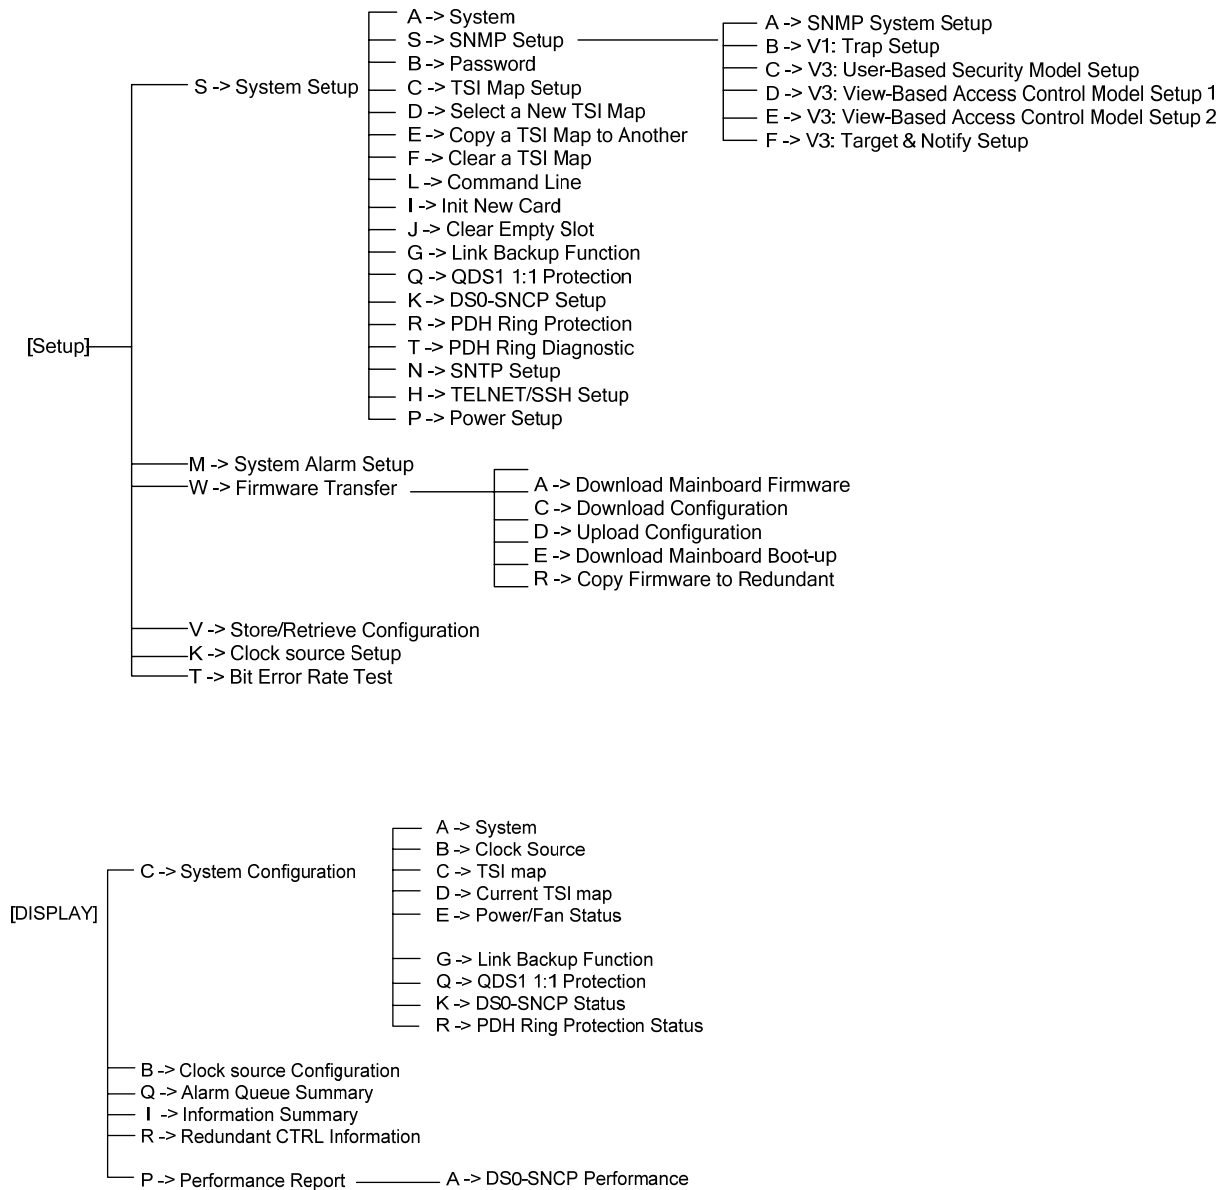 [Setup]
S -> System Setup
A -> System
S -> SNMP Setup
A -> SNMP System Setup
B -> V1: Trap Setup
C -> V3: User-Based Security Model Setup
D -> V3: View-Based Access Control Model Setup 1
E -> V3: View-Based Access Control Model Setup 2
F -> V3: Target & Notify Setup
B -> Password
C -> TSI Map Setup
D -> Select a New TSI Map
E -> Copy a TSI Map to Another
F -> Clear a TSI Map
L -> Command Line
I -> Init New Card
J -> Clear Empty Slot
G -> Link Backup Function
Q -> QDS1 1:1 Protection
K -> DS0-SNCP Setup
R -> PDH Ring Protection
T -> PDH Ring Diagnostic
N -> SNTP Setup
H -> TELNET/SSH Setup
P -> Power Setup
M -> System Alarm Setup
W -> Firmware Transfer
A -> Download Mainboard Firmware
C -> Download Configuration
D -> Upload Configuration
E -> Download Mainboard Boot-up
R -> Copy Firmware to Redundant
V -> Store/Retrieve Configuration
K -> Clock source Setup
T -> Bit Error Rate Test
[DISPLAY]
C -> System Configuration
A -> System
B -> Clock Source
C -> TSI map
D -> Current TSI map
E -> Power/Fan Status
G -> Link Backup Function
Q -> QDS1 1:1 Protection
K -> DS0-SNCP Status
R -> PDH Ring Protection Status
B -> Clock source Configuration
Q -> Alarm Queue Summary
I -> Information Summary
R -> Redundant CTRL Information
P -> Performance Report
A -> DS0-SNCP Performance